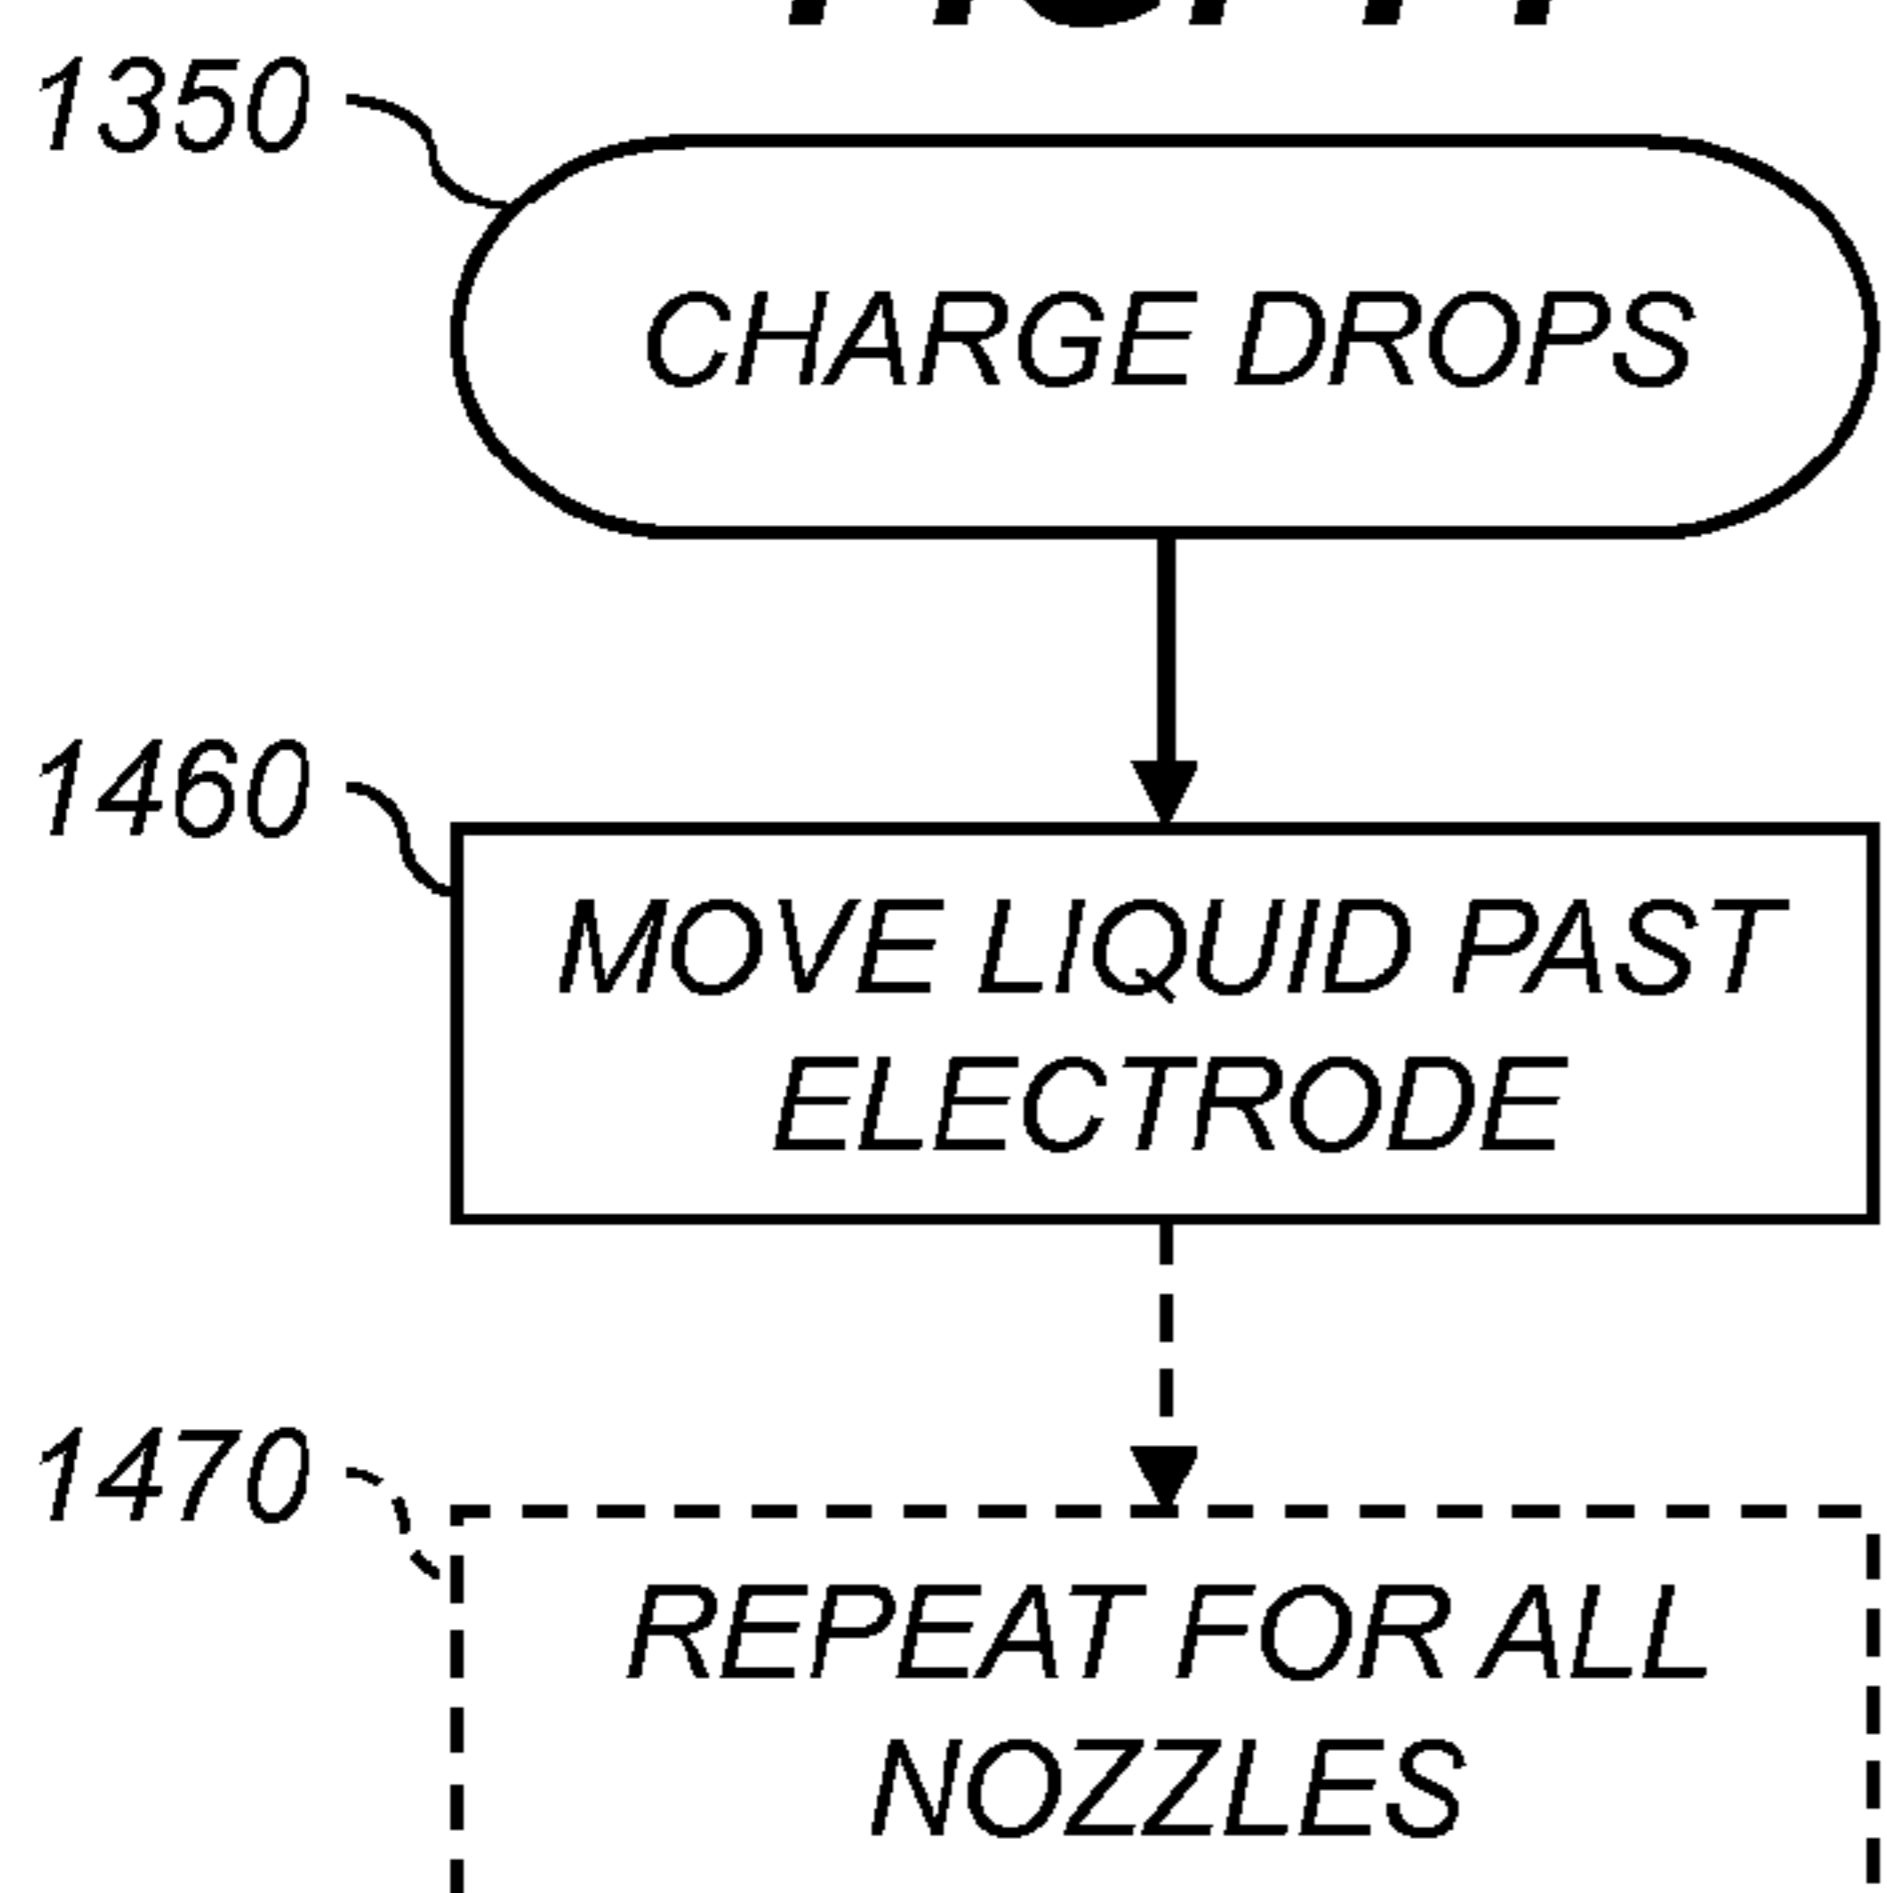 1350
CHARGE DROPS
1460
MOVE LIQUID PAST
ELECTRODE
1470
REPEAT FOR ALL
NOZZLES